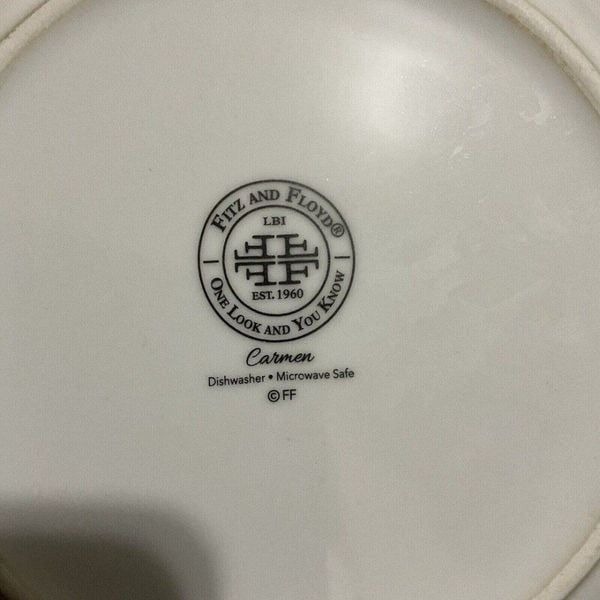 FITZ AND FLOYD®
LBI
EST. 1960
ONE LOOK AND YOU KNOW
Carmen
Dishwasher • Microwave Safe
© FF